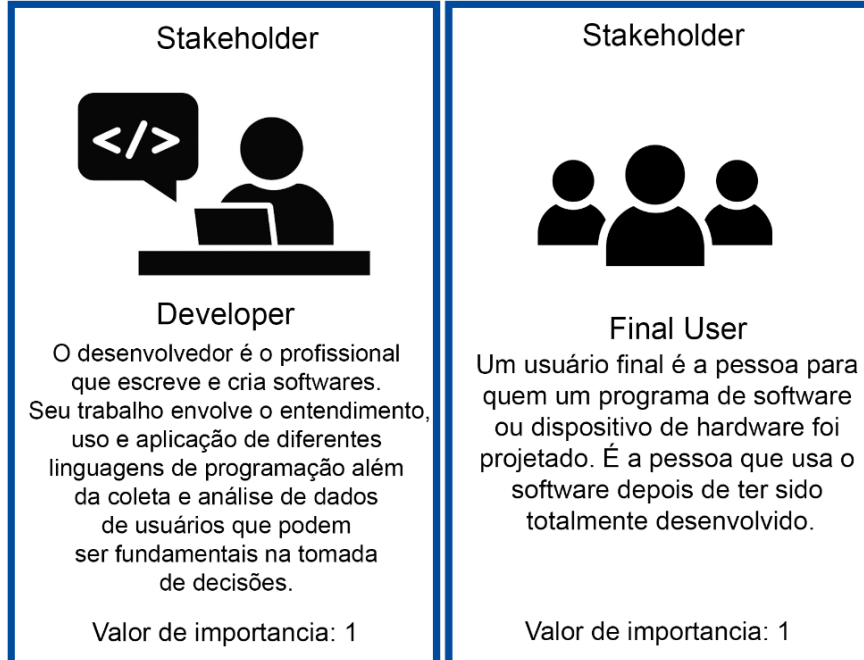 Stakeholder
</>
Developer
O desenvolvedor é o profissional
que escreve e cria softwares.
Seu trabalho envolve o entendimento,
uso e aplicação de diferentes
linguagens de programação além
da coleta e análise de dados
de usuários que podem
ser fundamentais na tomada
de decisões.
Valor de importancia: 1
Stakeholder
Final User
Um usuário final é a pessoa para
quem um programa de software
ou dispositivo de hardware foi
projetado. É a pessoa que usa o
software depois de ter sido
totalmente desenvolvido.
Valor de importancia: 1